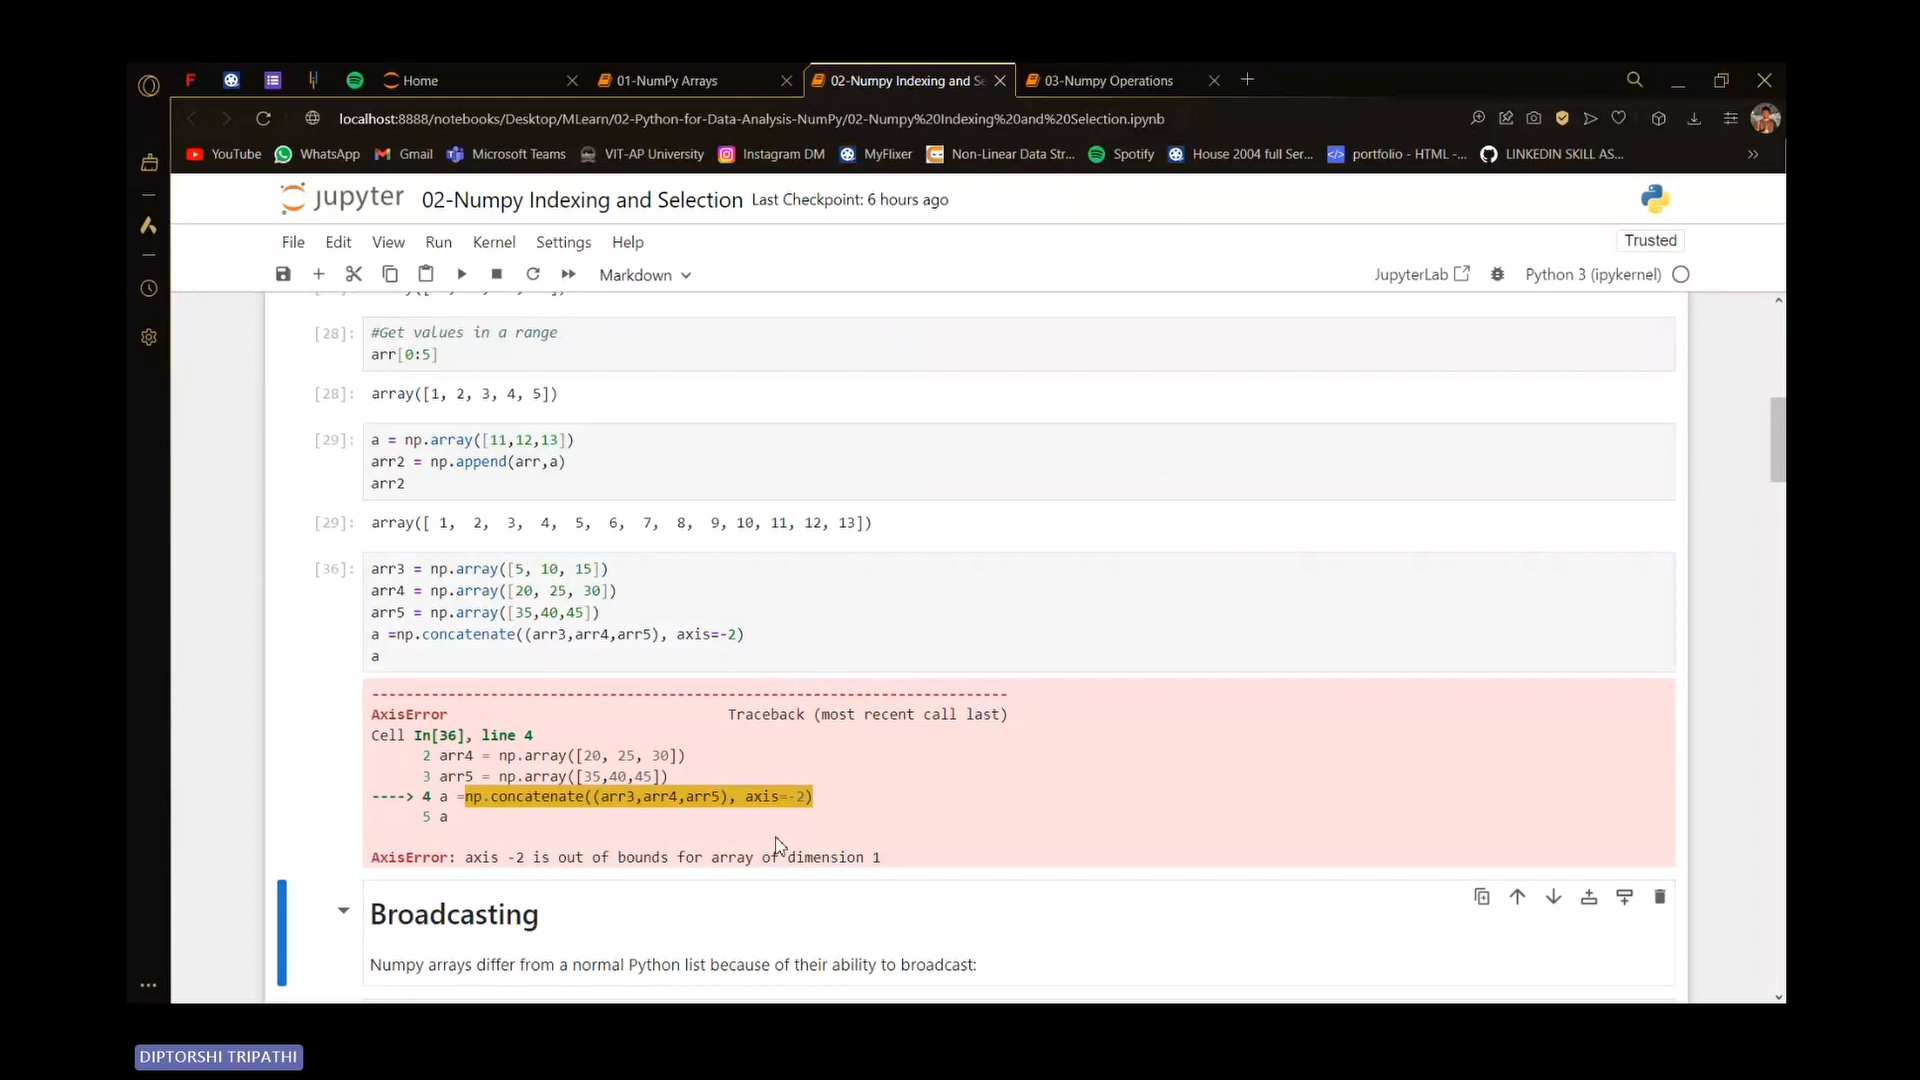 F
Home
01-NumPy Arrays
02-Numpy Indexing and Se
03-Numpy Operations
localhost:8888/notebooks/Desktop/MLearn/02-Python-for-Data-Analysis-NumPy/02-Numpy%20Indexing%20and%20Selection.ipynb
YouTube
WhatsApp
Gmail
Microsoft Teams
VIT-AP University
Instagram DM
MyFlixer
Non-Linear Data Str...
Spotify
House 2004 full Ser...
portfolio - HTML -...
LINKEDIN SKILL AS...
jupyter
02-Numpy Indexing and Selection
Last Checkpoint: 6 hours ago
File
Edit
View
Run
Kernel
Settings
Help
Trusted
Markdown
JupyterLab
Python 3 (ipykernel)
[28]:
#Get values in a range
arr[0:5]
[28]:
array([1, 2, 3, 4, 5])
[29]:
a = np.array([11,12,13])
arr2 = np.append(arr,a)
arr2
[29]:
array([ 1,  2,  3,  4,  5,  6,  7,  8,  9, 10, 11, 12, 13])
[36]:
arr3 = np.array([5, 10, 15])
arr4 = np.array([20, 25, 30])
arr5 = np.array([35,40,45])
a =np.concatenate((arr3,arr4,arr5), axis=-2)
a
---------------------------------------------------------------------------
AxisError                                 Traceback (most recent call last)
Cell In[36], line 4
2 arr4 = np.array([20, 25, 30])
3 arr5 = np.array([35,40,45])
----> 4 a =np.concatenate((arr3,arr4,arr5), axis=-2)
5 a
AxisError: axis -2 is out of bounds for array of dimension 1
Broadcasting
Numpy arrays differ from a normal Python list because of their ability to broadcast:
DIPTORSHI TRIPATHI